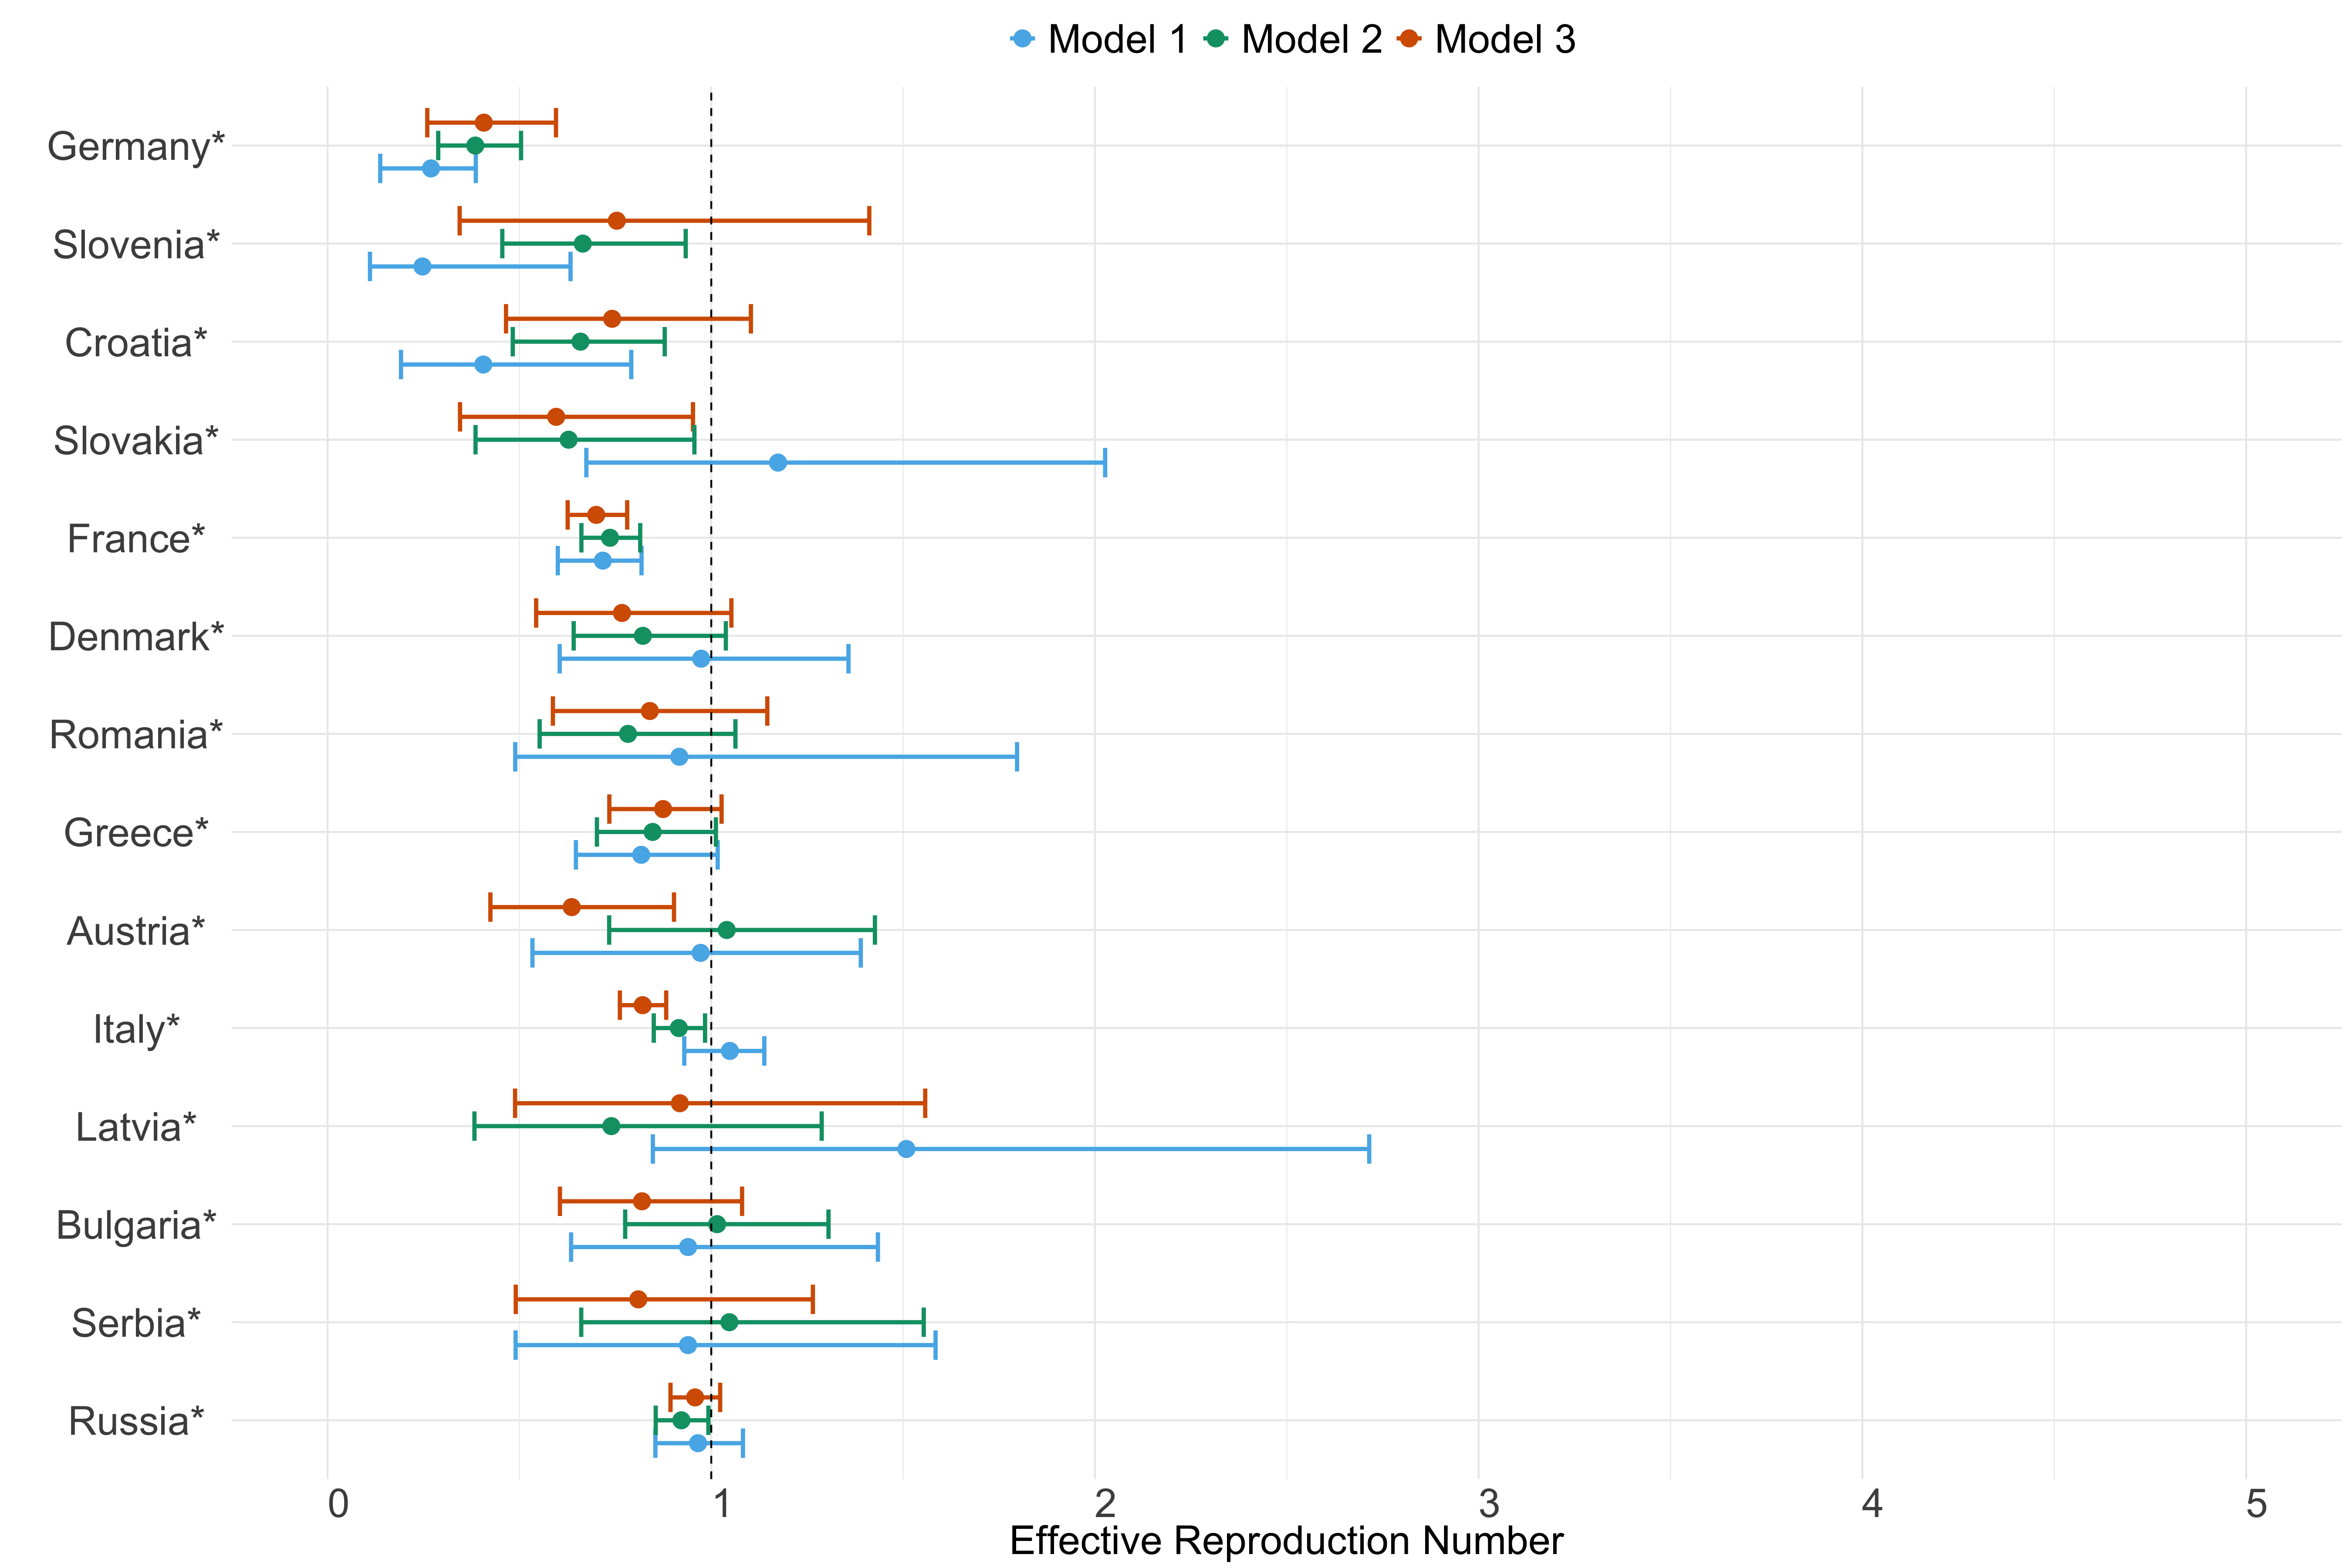 Model 1 Model 2 Model 3
Germany*
Slovenia*
Croatia*
Slovakia*
France*
Denmark*
Romania*
Greece*
Austria*
Italy*
Latvia*
Bulgaria*
Serbia*
Russia*
0 1 2 3 4 5
Effective Reproduction Number